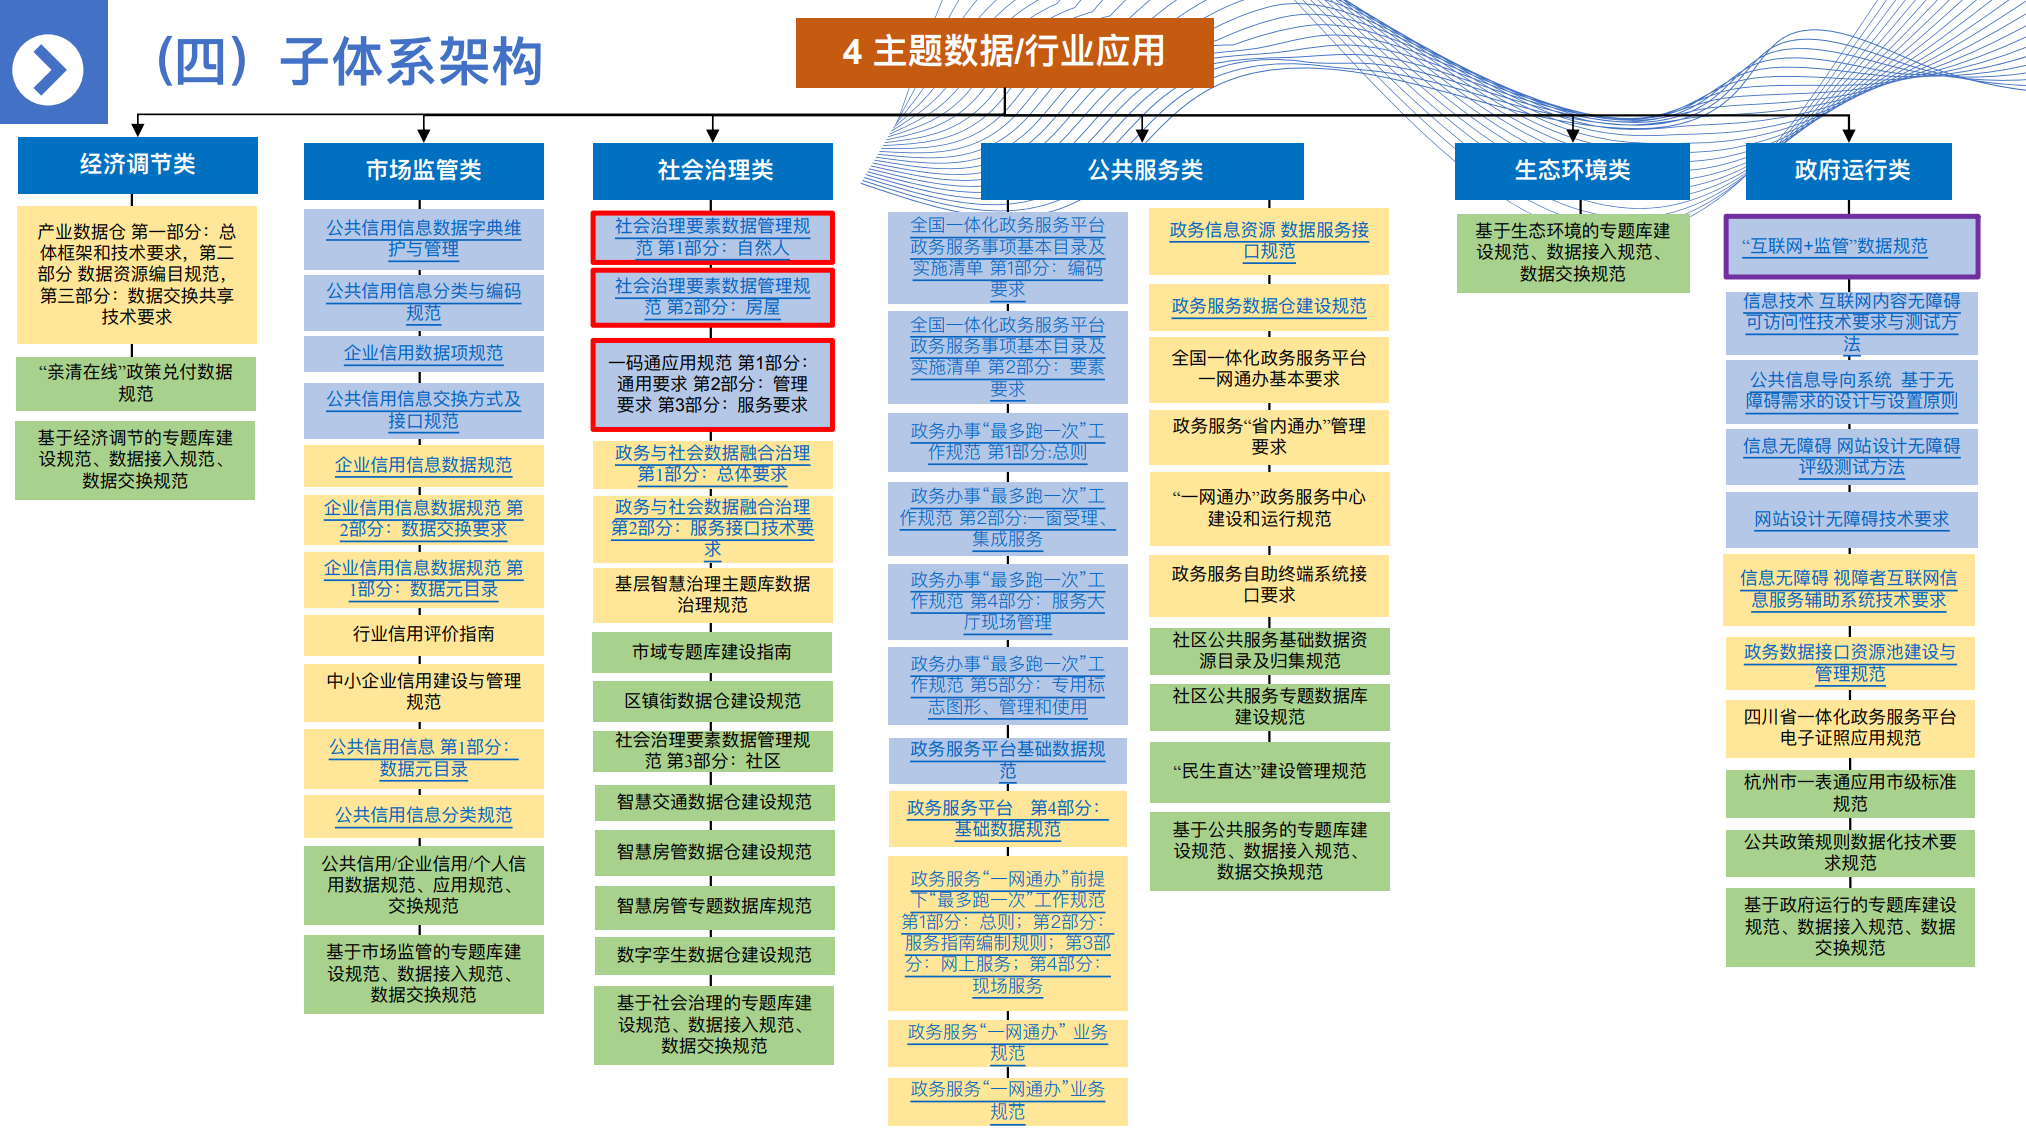 （四）子体系架构
4 主题数据/行业应用
经济调节类
产业数据仓 第一部分：总
体框架和技术要求，第二
部分 数据资源编目规范，
第三部分：数据交换共享
技术要求
“亲清在线”政策兑付数据
规范
基于经济调节的专题库建
设规范、数据接入规范、
数据交换规范
市场监管类
公共信用信息数据字典维
护与管理
公共信用信息分类与编码
规范
企业信用数据项规范
公共信用信息交换方式及
接口规范
企业信用信息数据规范
企业信用信息数据规范 第
2部分：数据交换要求
企业信用信息数据规范 第
1部分：数据元目录
行业信用评价指南
中小企业信用建设与管理
规范
公共信用信息 第1部分：
数据元目录
公共信用信息分类规范
公共信用/企业信用/个人信
用数据规范、应用规范、
交换规范
基于市场监管的专题库建
设规范、数据接入规范、
数据交换规范
社会治理类
社会治理要素数据管理规
范 第1部分：自然人
社会治理要素数据管理规
范 第2部分：房屋
一码通应用规范 第1部分：
通用要求 第2部分：管理
要求 第3部分：服务要求
政务与社会数据融合治理
第1部分：总体要求
政务与社会数据融合治理
第2部分：服务接口技术要
求
基层智慧治理主题库数据
治理规范
市域专题库建设指南
区镇街数据仓建设规范
社会治理要素数据管理规
范 第3部分：社区
智慧交通数据仓建设规范
智慧房管数据仓建设规范
智慧房管专题数据库规范
数字孪生数据仓建设规范
基于社会治理的专题库建
设规范、数据接入规范、
数据交换规范
公共服务类
全国一体化政务服务平台
政务服务事项基本目录及
实施清单 第1部分：编码
要求
全国一体化政务服务平台
政务服务事项基本目录及
实施清单 第2部分：要素
要求
政务办事“最多跑一次”工
作规范 第1部分:总则
政务办事“最多跑一次”工
作规范 第2部分:一窗受理、
集成服务
政务办事“最多跑一次”工
作规范 第4部分：服务大
厅现场管理
政务办事“最多跑一次”工
作规范 第5部分：专用标
志图形、管理和使用
政务服务平台基础数据规
范
政务服务平台 第4部分：
基础数据规范
政务服务“一网通办”前提
下“最多跑一次”工作规范
第1部分：总则；第2部分：
服务指南编制规则；第3部
分：网上服务；第4部分：
现场服务
政务服务“一网通办” 业务
规范
政务服务“一网通办”业务
规范
政务信息资源 数据服务接
口规范
政务服务数据仓建设规范
全国一体化政务服务平台
一网通办基本要求
政务服务“省内通办”管理
要求
“一网通办”政务服务中心
建设和运行规范
政务服务自助终端系统接
口要求
社区公共服务基础数据资
源目录及归集规范
社区公共服务专题数据库
建设规范
“民生直达”建设管理规范
基于公共服务的专题库建
设规范、数据接入规范、
数据交换规范
生态环境类
基于生态环境的专题库建
设规范、数据接入规范、
数据交换规范
政府运行类
“互联网+监管”数据规范
信息技术 互联网内容无障碍
可访问性技术要求与测试方
法
公共信息导向系统 基于无
障碍需求的设计与设置原则
信息无障碍 网站设计无障碍
评级测试方法
网站设计无障碍技术要求
信息无障碍 视障者互联网信
息服务辅助系统技术要求
政务数据接口资源池建设与
管理规范
四川省一体化政务服务平台
电子证照应用规范
杭州市一表通应用市级标准
规范
公共政策规则数据化技术要
求规范
基于政府运行的专题库建设
规范、数据接入规范、数据
交换规范